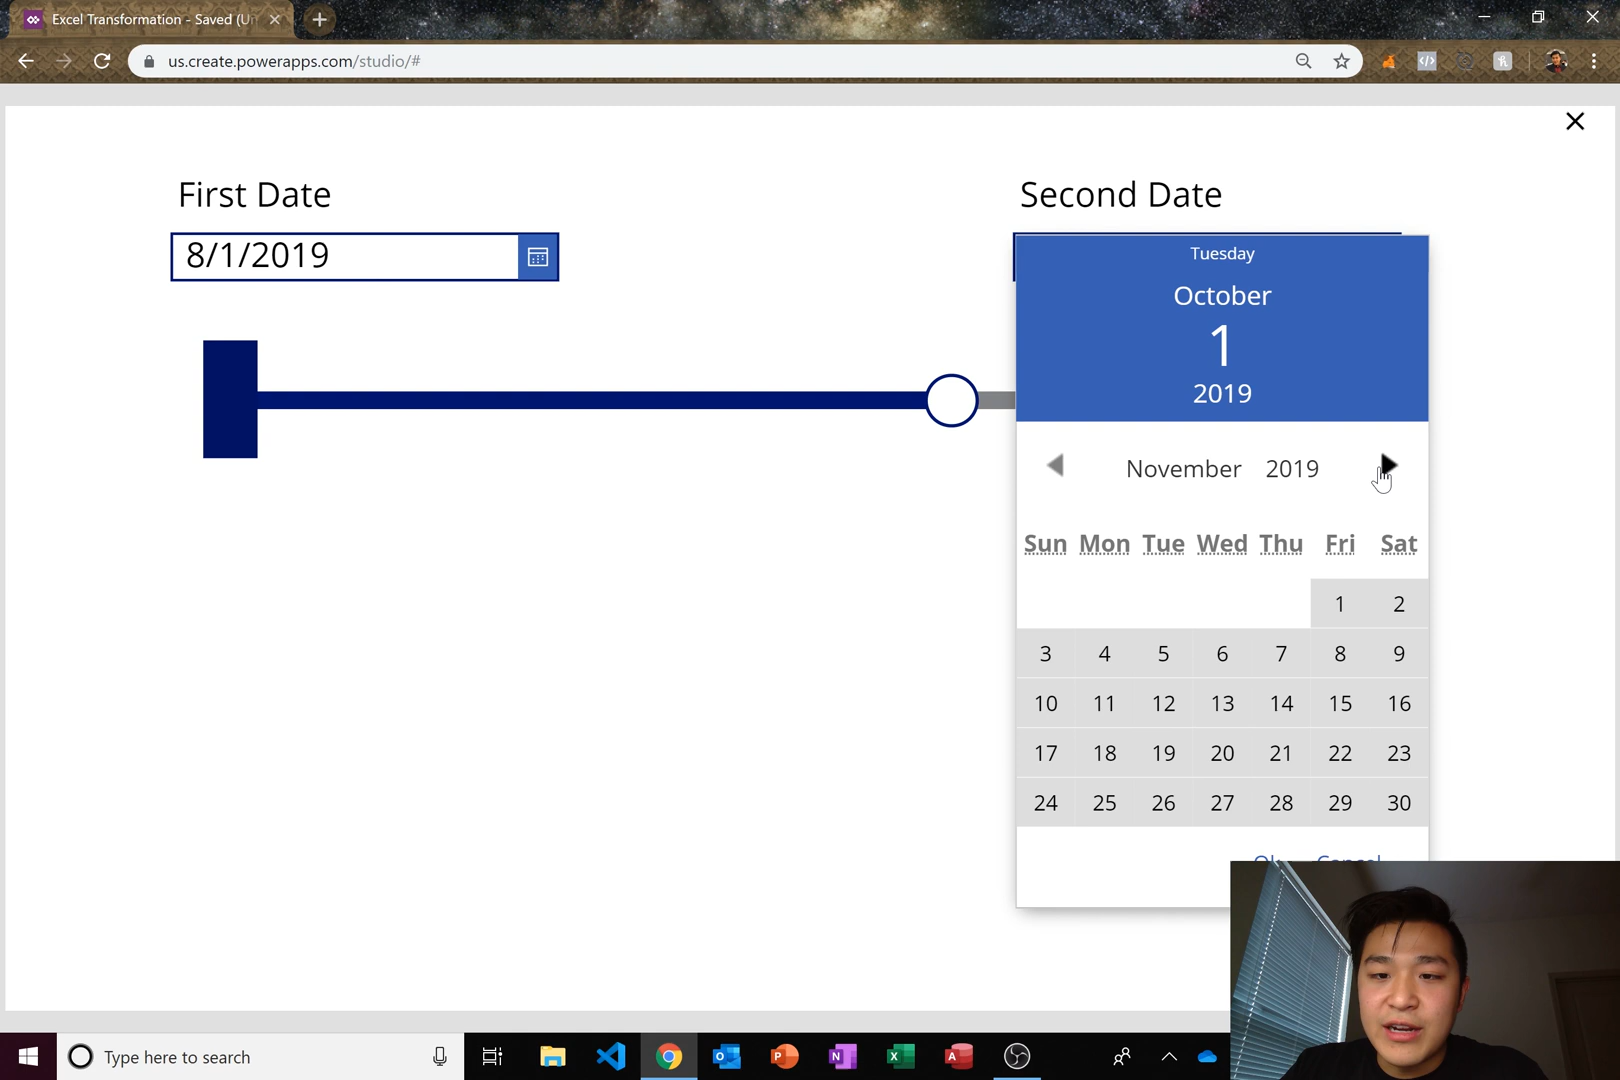 Excel Transformation - Saved (Un
us.create.powerapps.com/studio/#
First Date
Second Date
8/1/2019
Tuesday
October
1
2019
November 2019
Sun Mon Tue Wed Thu Fri Sat
1 2
3 4 5 6 7 8 9
10 11 12 13 14 15 16
17 18 19 20 21 22 23
24 25 26 27 28 29 30
Ok Cancel
Type here to search